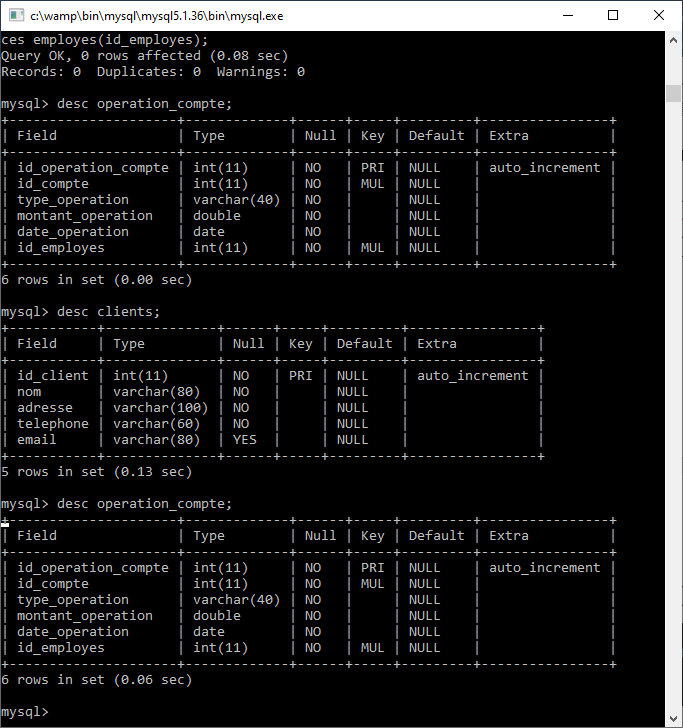 c:\wamp\bin\mysql\mysql5.1.36\bin\mysql.exe
ces employes(id_employes);
Query OK, 0 rows affected (0.08 sec)
Records: 0  Duplicates: 0  Warnings: 0

mysql> desc operation_compte;
+---------------------+-------------+------+-----+---------+----------------+
| Field               | Type        | Null | Key | Default | Extra          |
+---------------------+-------------+------+-----+---------+----------------+
| id_operation_compte | int(11)     | NO   | PRI | NULL    | auto_increment |
| id_compte           | int(11)     | NO   | MUL | NULL    |                |
| type_operation      | varchar(40) | NO   |     | NULL    |                |
| montant_operation   | double      | NO   |     | NULL    |                |
| date_operation      | date        | NO   |     | NULL    |                |
| id_employes         | int(11)     | NO   | MUL | NULL    |                |
+---------------------+-------------+------+-----+---------+----------------+
6 rows in set (0.00 sec)

mysql> desc clients;
+-----------+--------------+------+-----+---------+----------------+
| Field     | Type         | Null | Key | Default | Extra          |
+-----------+--------------+------+-----+---------+----------------+
| id_client | int(11)      | NO   | PRI | NULL    | auto_increment |
| nom       | varchar(80)  | NO   |     | NULL    |                |
| adresse   | varchar(100) | NO   |     | NULL    |                |
| telephone | varchar(60)  | NO   |     | NULL    |                |
| email     | varchar(80)  | YES  |     | NULL    |                |
+-----------+--------------+------+-----+---------+----------------+
5 rows in set (0.13 sec)

mysql> desc operation_compte;
+---------------------+-------------+------+-----+---------+----------------+
| Field               | Type        | Null | Key | Default | Extra          |
+---------------------+-------------+------+-----+---------+----------------+
| id_operation_compte | int(11)     | NO   | PRI | NULL    | auto_increment |
| id_compte           | int(11)     | NO   | MUL | NULL    |                |
| type_operation      | varchar(40) | NO   |     | NULL    |                |
| montant_operation   | double      | NO   |     | NULL    |                |
| date_operation      | date        | NO   |     | NULL    |                |
| id_employes         | int(11)     | NO   | MUL | NULL    |                |
+---------------------+-------------+------+-----+---------+----------------+
6 rows in set (0.06 sec)

mysql>